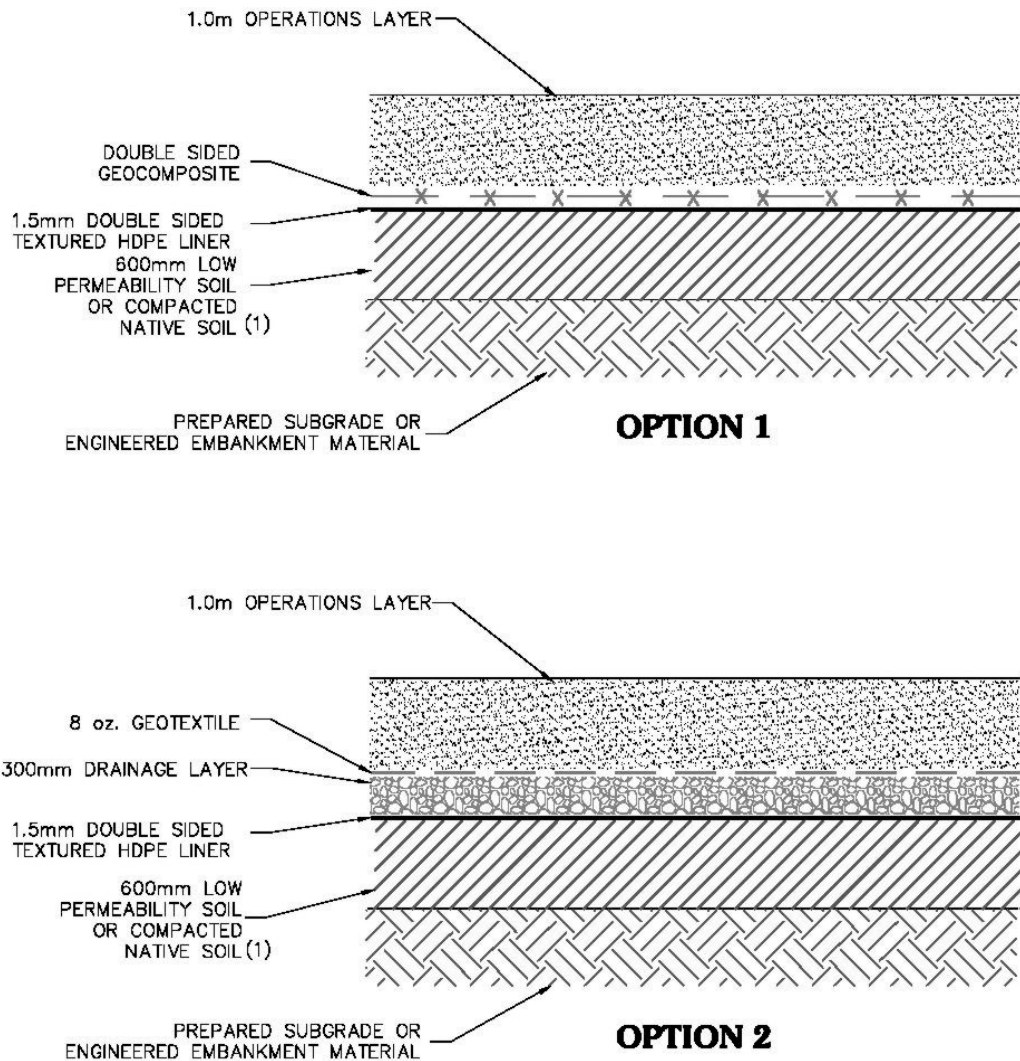 1.0m OPERATIONS LAYER
DOUBLE SIDED
GEOCOMPOSITE
1.5mm DOUBLE SIDED
TEXTURED HDPE LINER
600mm LOW
PERMEABILITY SOIL
OR COMPACTED
NATIVE SOIL (1)
PREPARED SUBGRADE OR
ENGINEERED EMBANKMENT MATERIAL
OPTION 1
1.0m OPERATIONS LAYER
8 oz. GEOTEXTILE
300mm DRAINAGE LAYER
1.5mm DOUBLE SIDED
TEXTURED HDPE LINER
600mm LOW
PERMEABILITY SOIL
OR COMPACTED
NATIVE SOIL (1)
PREPARED SUBGRADE OR
ENGINEERED EMBANKMENT MATERIAL
OPTION 2